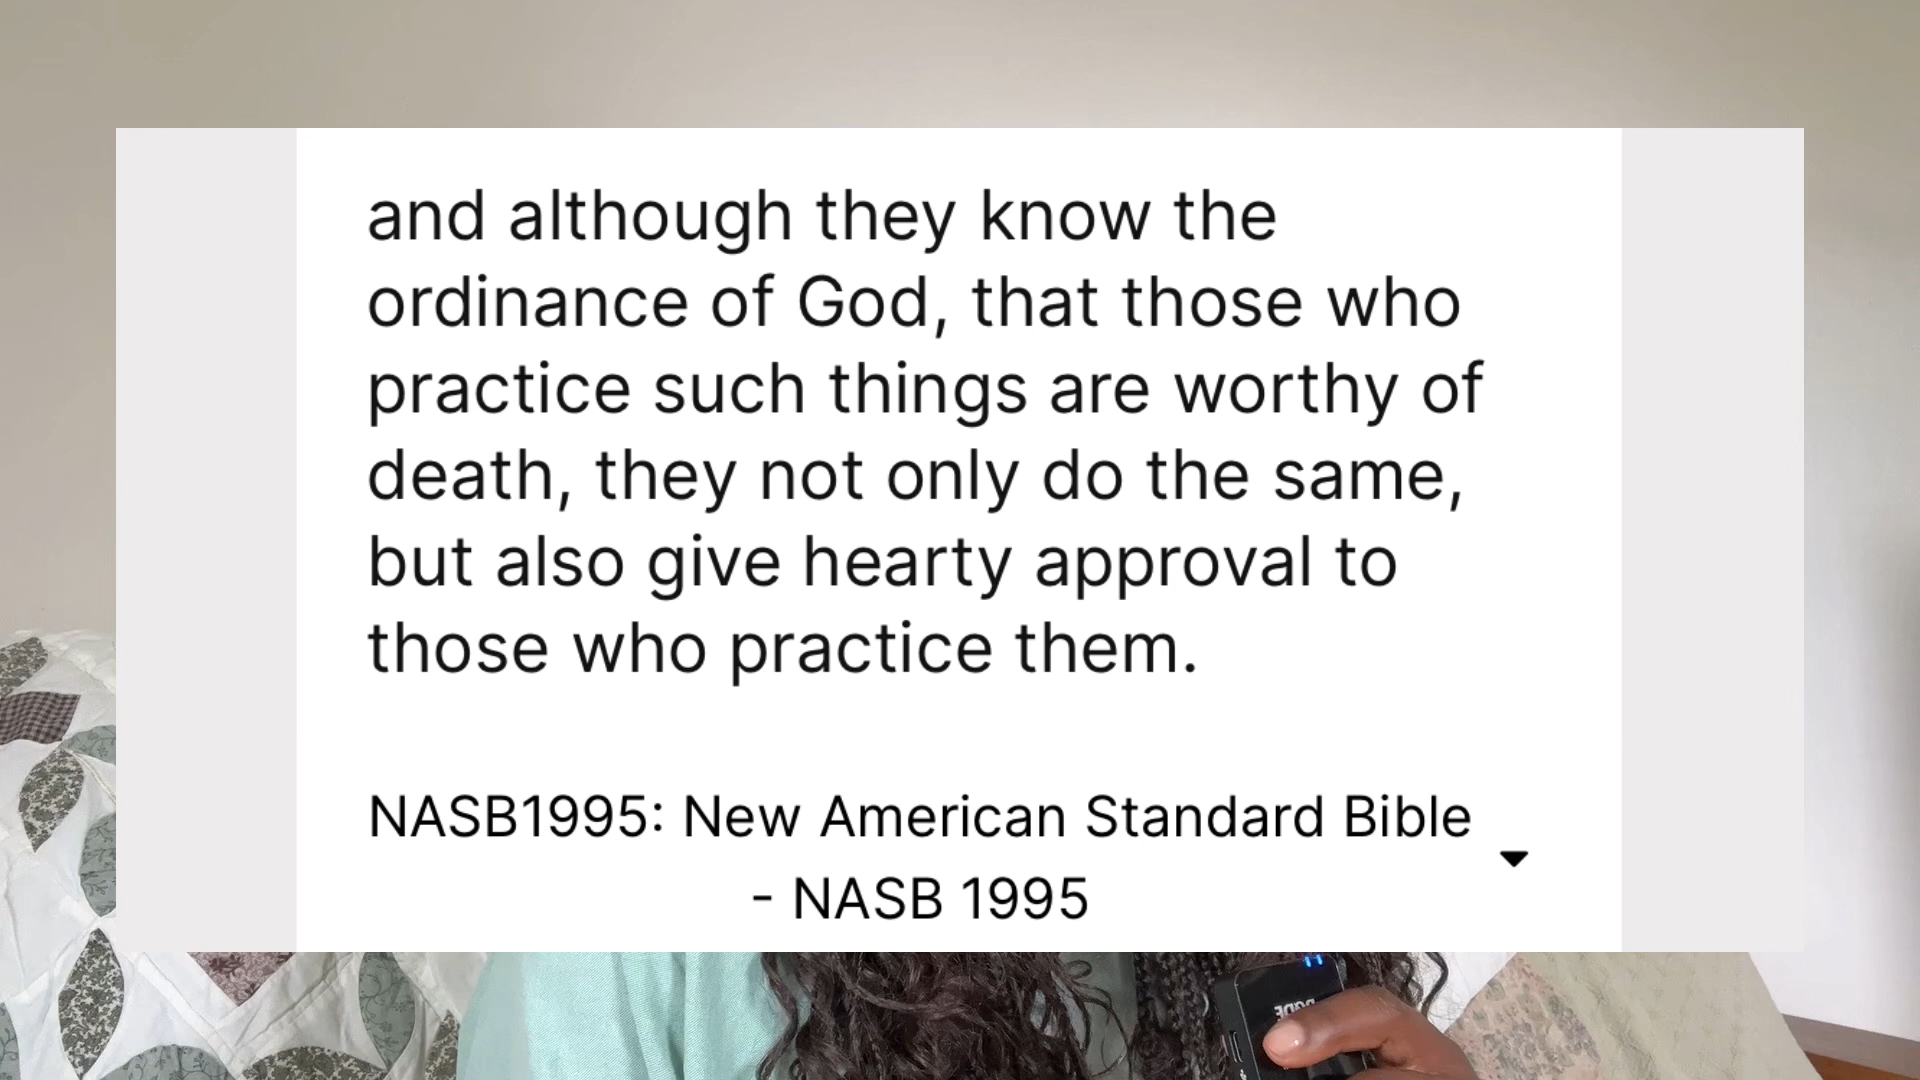 and although they know the
ordinance of God, that those who
practice such things are worthy of
death, they not only do the same,
but also give hearty approval to
those who practice them.
NASB1995: New American Standard Bible
- NASB 1995